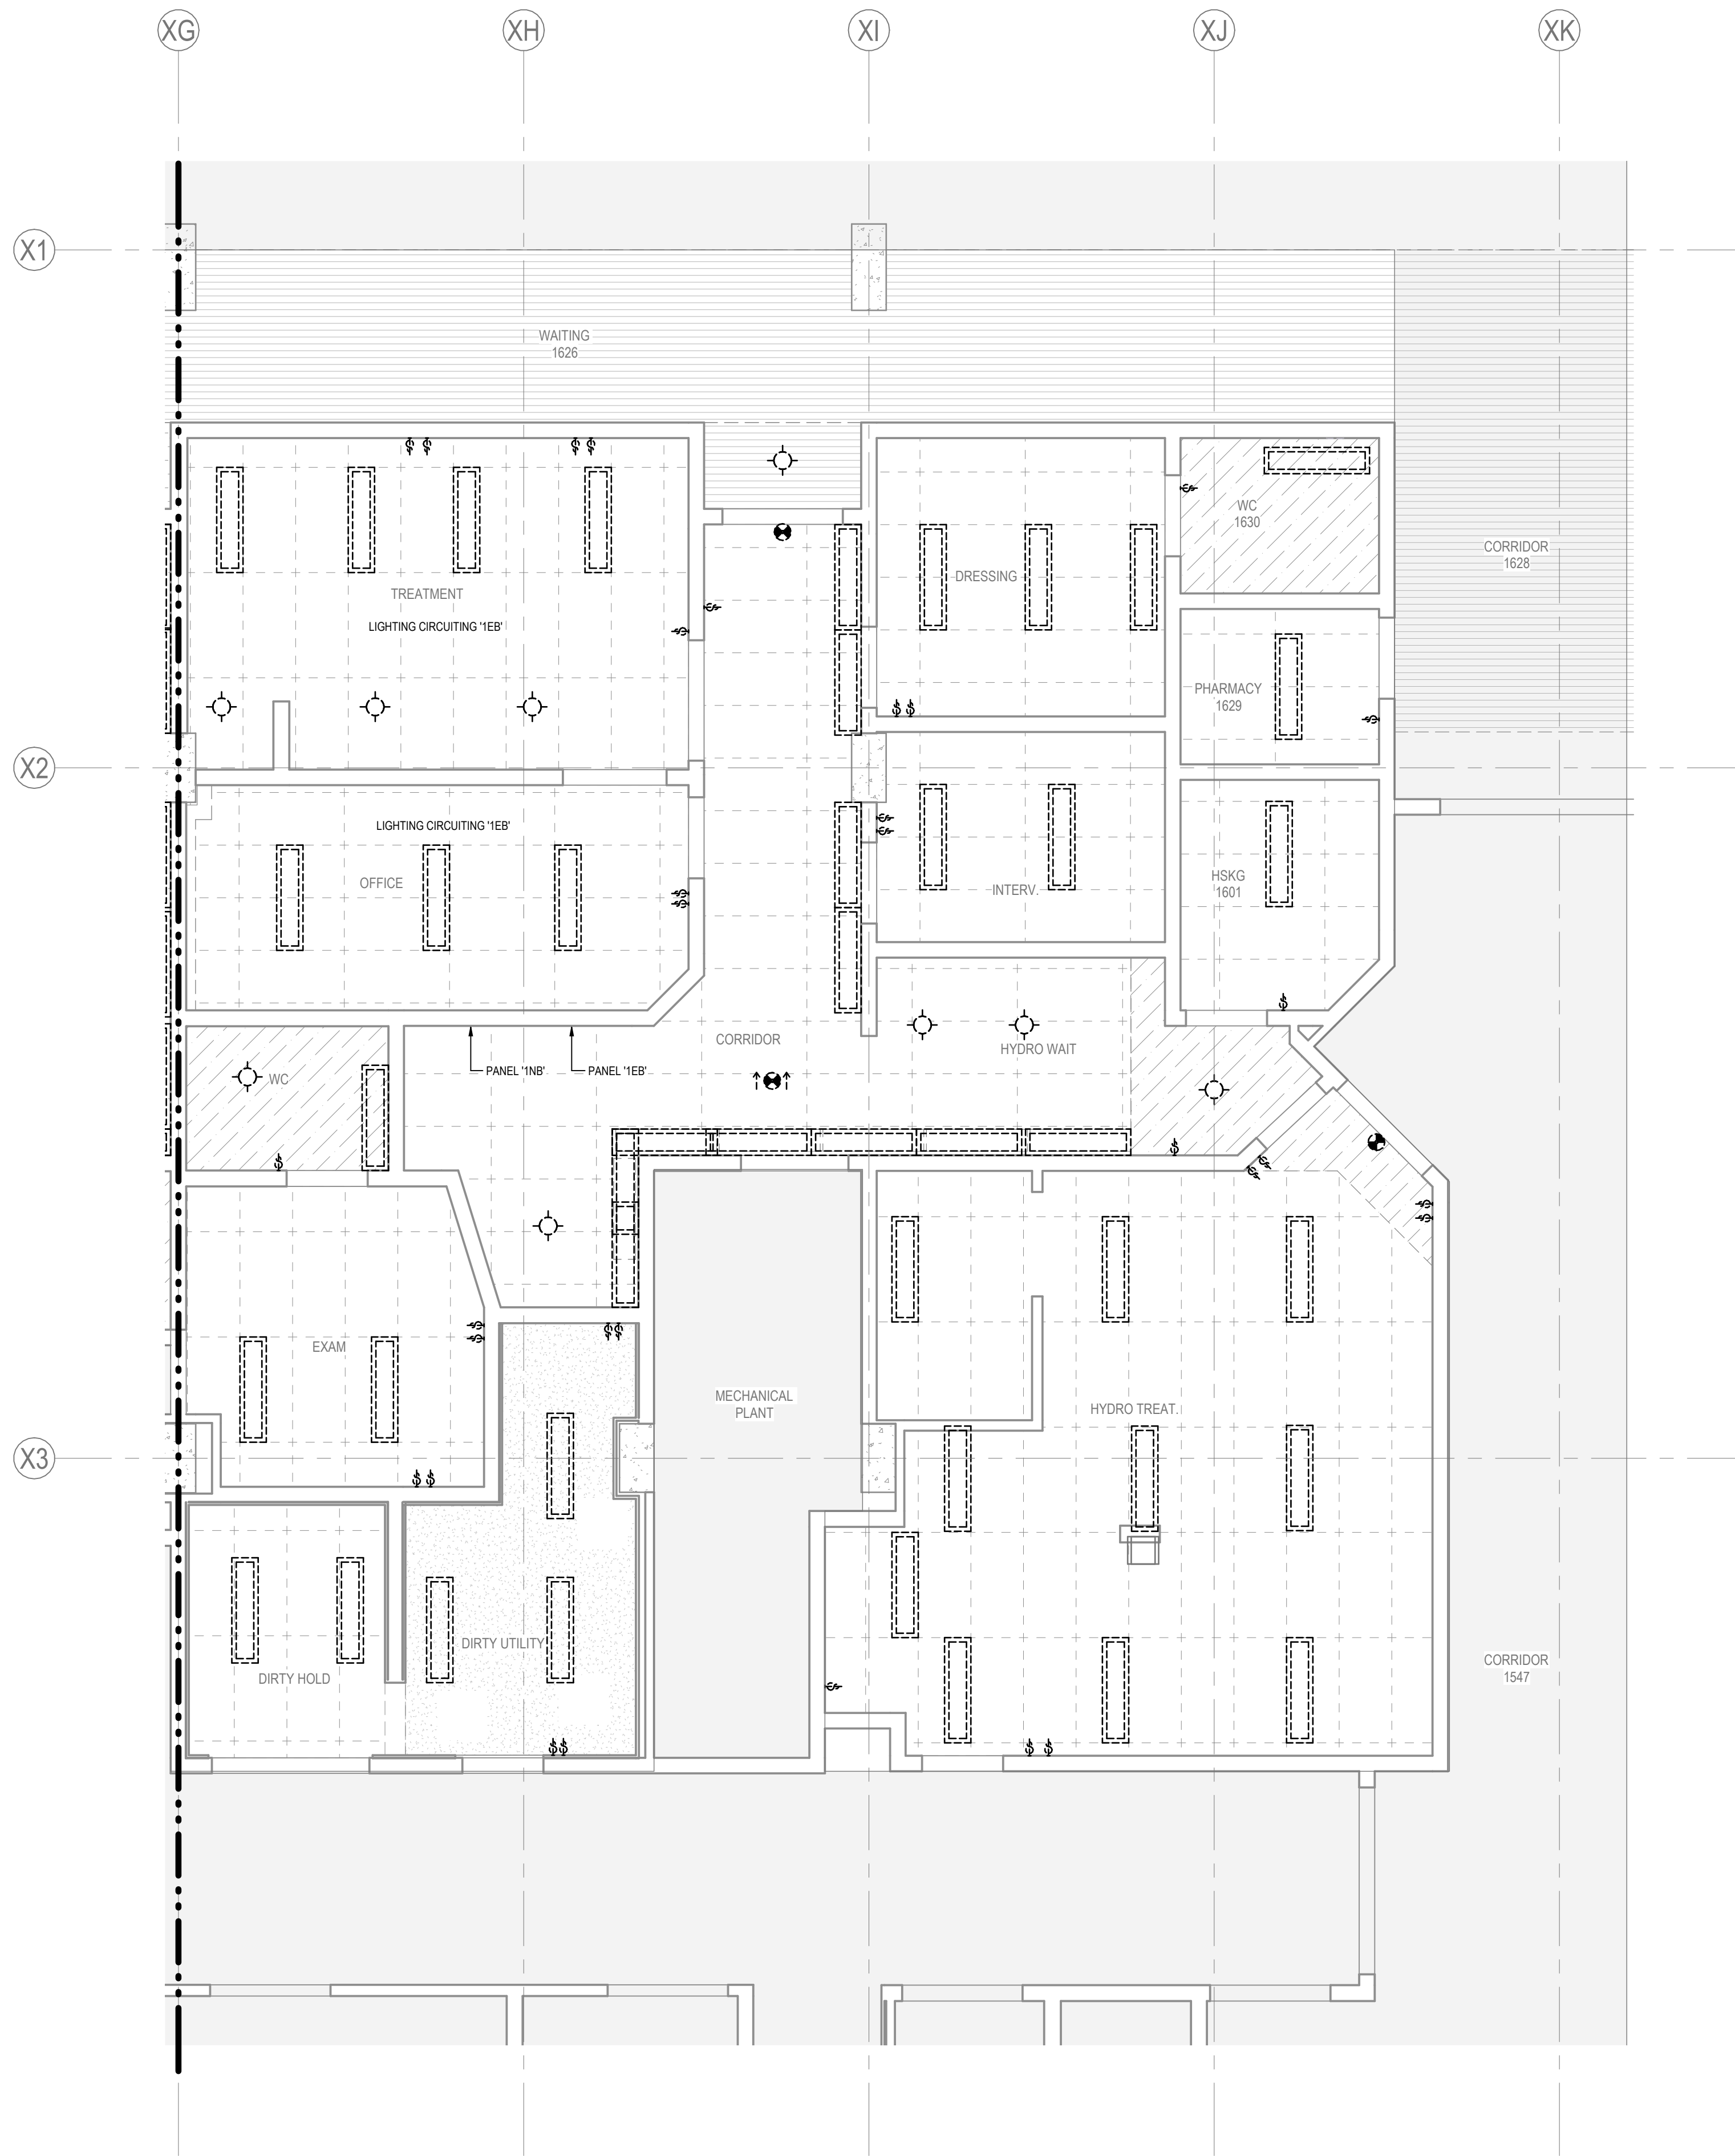 XG
XH
XI
XJ
XK
X1
WAITING
1626
WC
1630
CORRIDOR
1628
DRESSING
TREATMENT
LIGHTING CIRCUITING '1EB'
PHARMACY
1629
X2
LIGHTING CIRCUITING '1EB'
OFFICE
INTERV.
HSKG
1601
CORRIDOR
HYDRO WAIT
PANEL '1NB'
PANEL '1EB'
WC
EXAM
MECHANICAL
PLANT
HYDRO TREAT.
X3
DIRTY UTILITY
DIRTY HOLD
CORRIDOR
1547